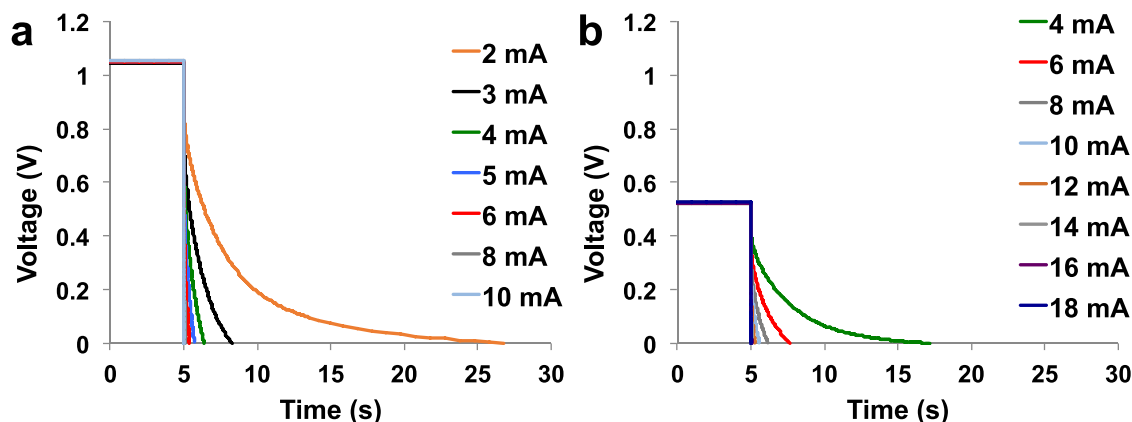 a
1.2
1
0.8
0.6
0.4
0.2
0
Voltage (V)
0 5 10 15 20 25 30
Time (s)
2 mA
3 mA
4 mA
5 mA
6 mA
8 mA
10 mA
b
1.2
1
0.8
0.6
0.4
0.2
0
Voltage (V)
0 5 10 15 20 25 30
Time (s)
4 mA
6 mA
8 mA
10 mA
12 mA
14 mA
16 mA
18 mA